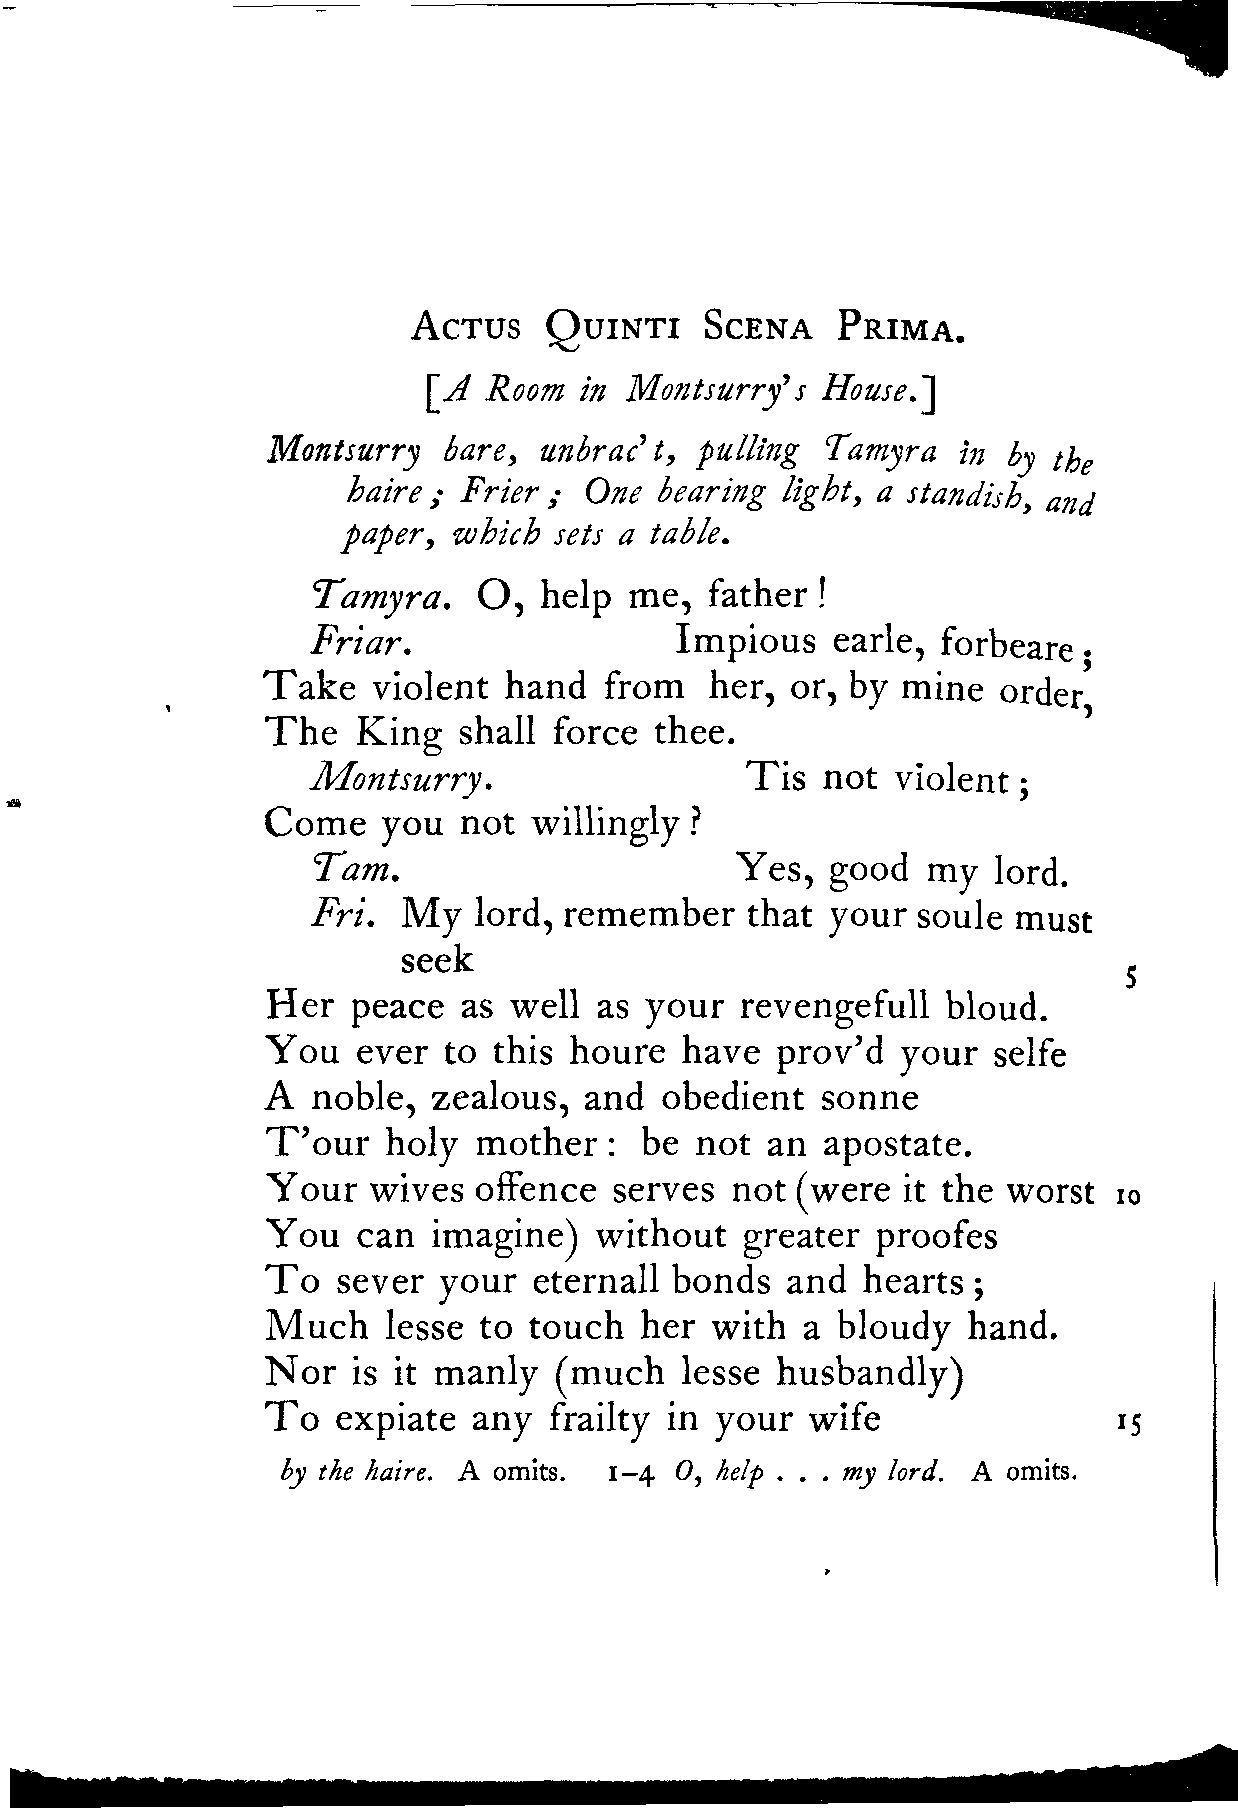 ACTUS QUINTI SCENA PRIMA.
[A Room in Montsurry's House.]
Montsurry bare, unbrac't, pulling Tamyra in by the
haire; Frier; One bearing light, a standish, and
paper, which sets a table.
Tamyra. O, help me, father!
Friar. Impious earle, forbeare;
Take violent hand from her, or, by mine order,
The King shall force thee.
Montsurry. Tis not violent;
Come you not willingly?
Tam. Yes, good my lord.
Fri. My lord, remember that your soule must
seek 5
Her peace as well as your revengefull bloud.
You ever to this houre have prov'd your selfe
A noble, zealous, and obedient sonne
T'our holy mother: be not an apostate.
Your wives offence serves not (were it the worst 10
You can imagine) without greater proofes
To sever your eternall bonds and hearts;
Much lesse to touch her with a bloudy hand.
Nor is it manly (much lesse husbandly)
To expiate any frailty in your wife 15
by the haire. A omits. 1-4 O, help . . . my lord. A omits.